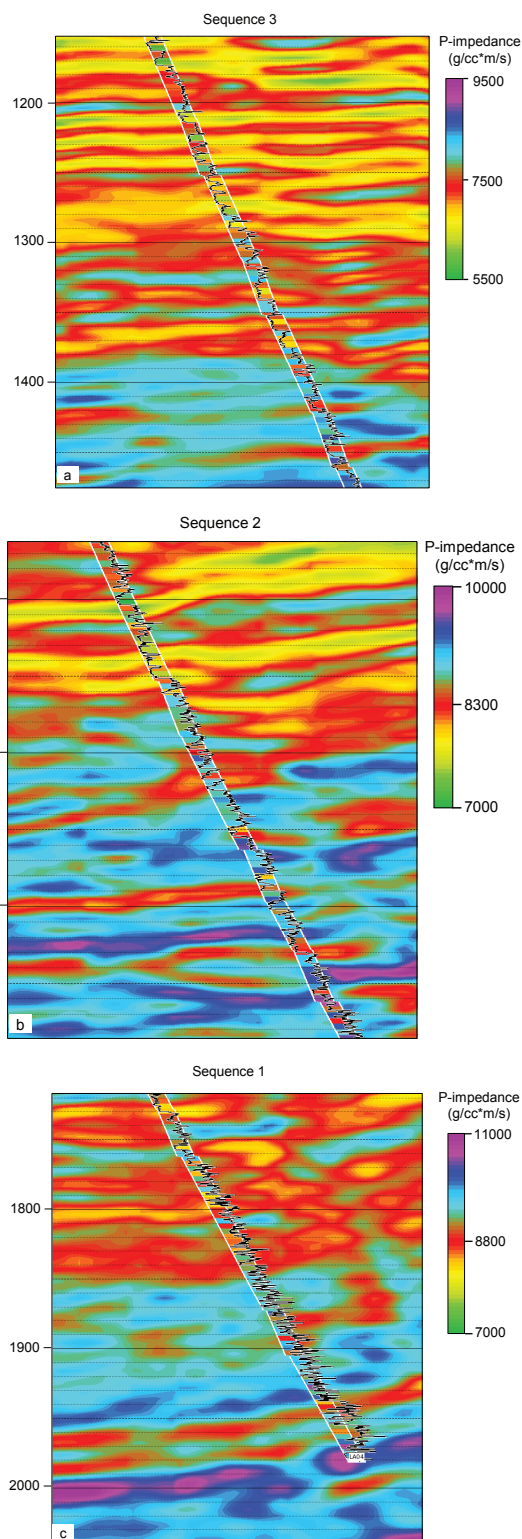 Sequence 3
P-impedance
(g/cc*m/s)
9500
7500
5500
1200
1300
1400
a
Sequence 2
P-impedance
(g/cc*m/s)
10000
8300
7000
b
Sequence 1
P-impedance
(g/cc*m/s)
11000
8800
7000
1800
1900
2000
LA04
c